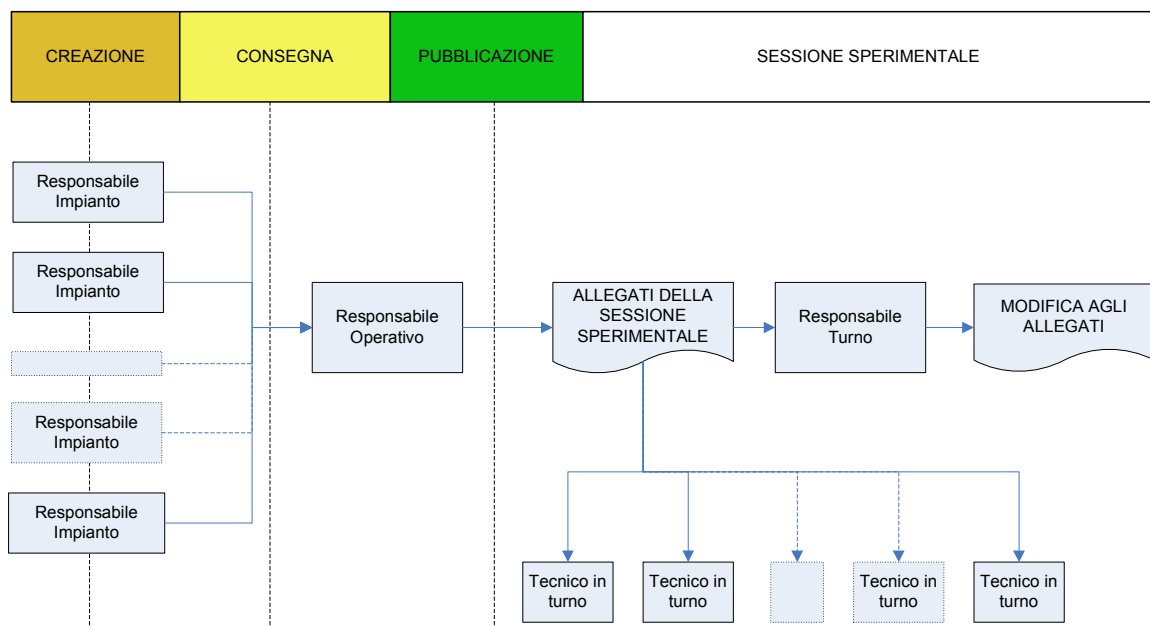 CREAZIONE
CONSEGNA
PUBBLICAZIONE
SESSIONE SPERIMENTALE
Responsabile
Impianto
Responsabile
Impianto
Responsabile
Operativo
ALLEGATI DELLA
SESSIONE
SPERIMENTALE
Responsabile
Turno
MODIFICA AGLI
ALLEGATI
Responsabile
Impianto
Responsabile
Impianto
Tecnico in
turno
Tecnico in
turno
Tecnico in
turno
Tecnico in
turno